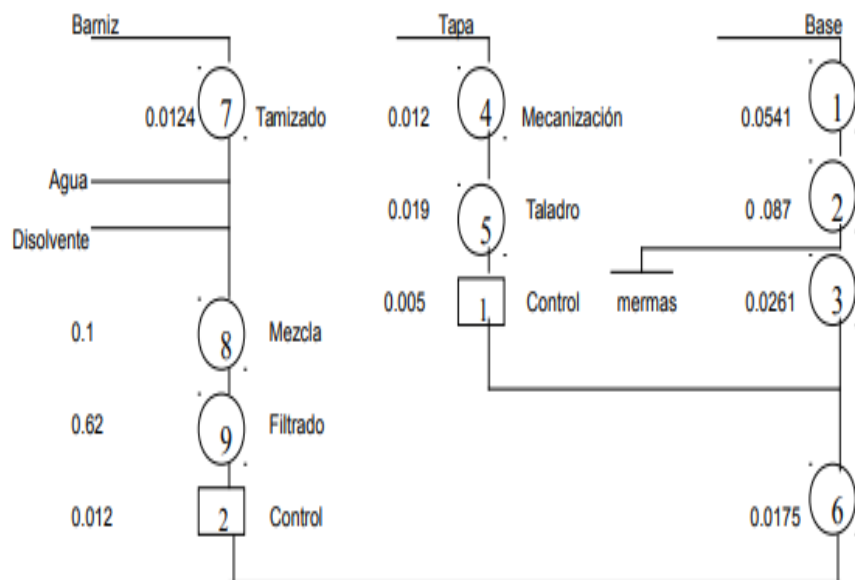 Barniz Tapa Base
0.0124 7 Tamizado 0.012 4 Mecanización 0.0541 1
Agua
0.019 5 Taladro 0 .087 2
Disolvente
0.005 1 Control mermas 0.0261 3
0.1 8 Mezcla
0.62 9 Filtrado
0.012 2 Control 0.0175 6